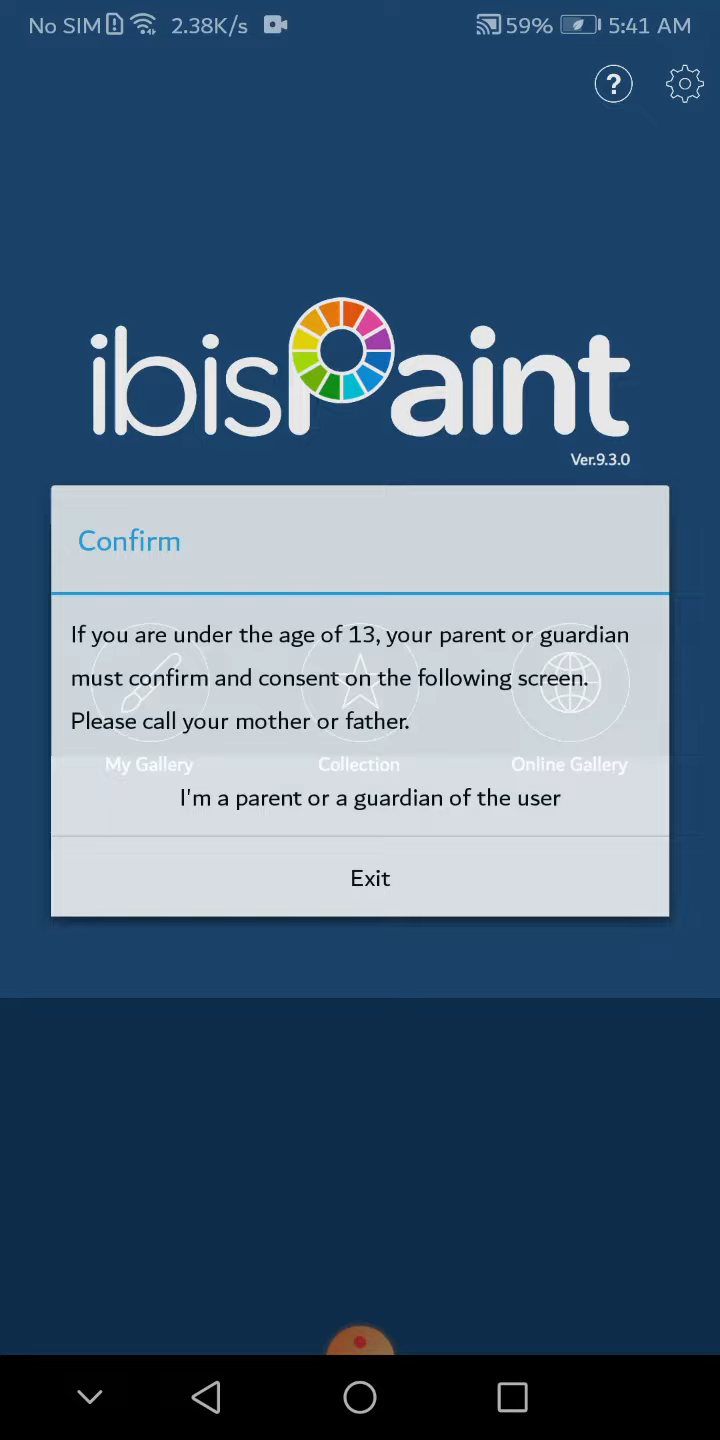 No SIM 2.38K/s 59% 5:41 AM
?
ibisPaint
Ver.9.3.0
Confirm
If you are under the age of 13, your parent or guardian
must confirm and consent on the following screen.
Please call your mother or father.
My Gallery Collection Online Gallery
I'm a parent or a guardian of the user
Exit